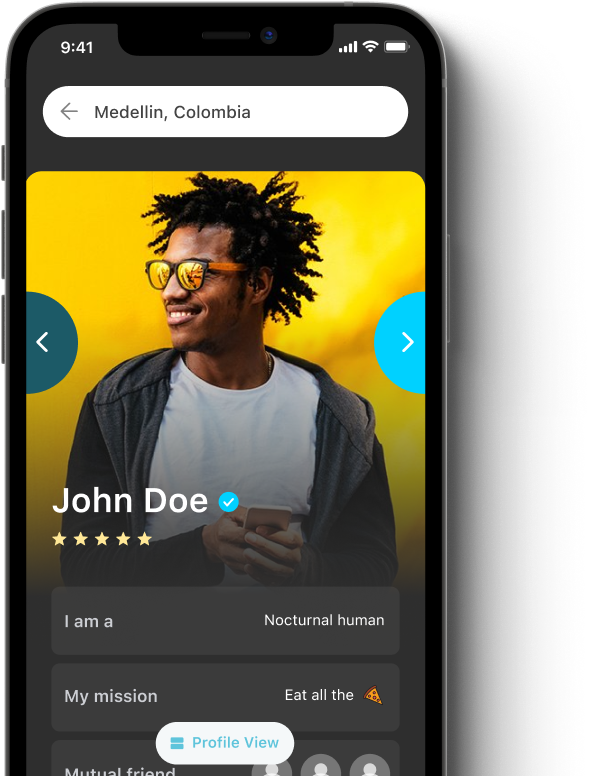 9:41
Medellin, Colombia
John Doe
I am a
Nocturnal human
My mission
Eat all the 🍕
Profile View
Mutual friend